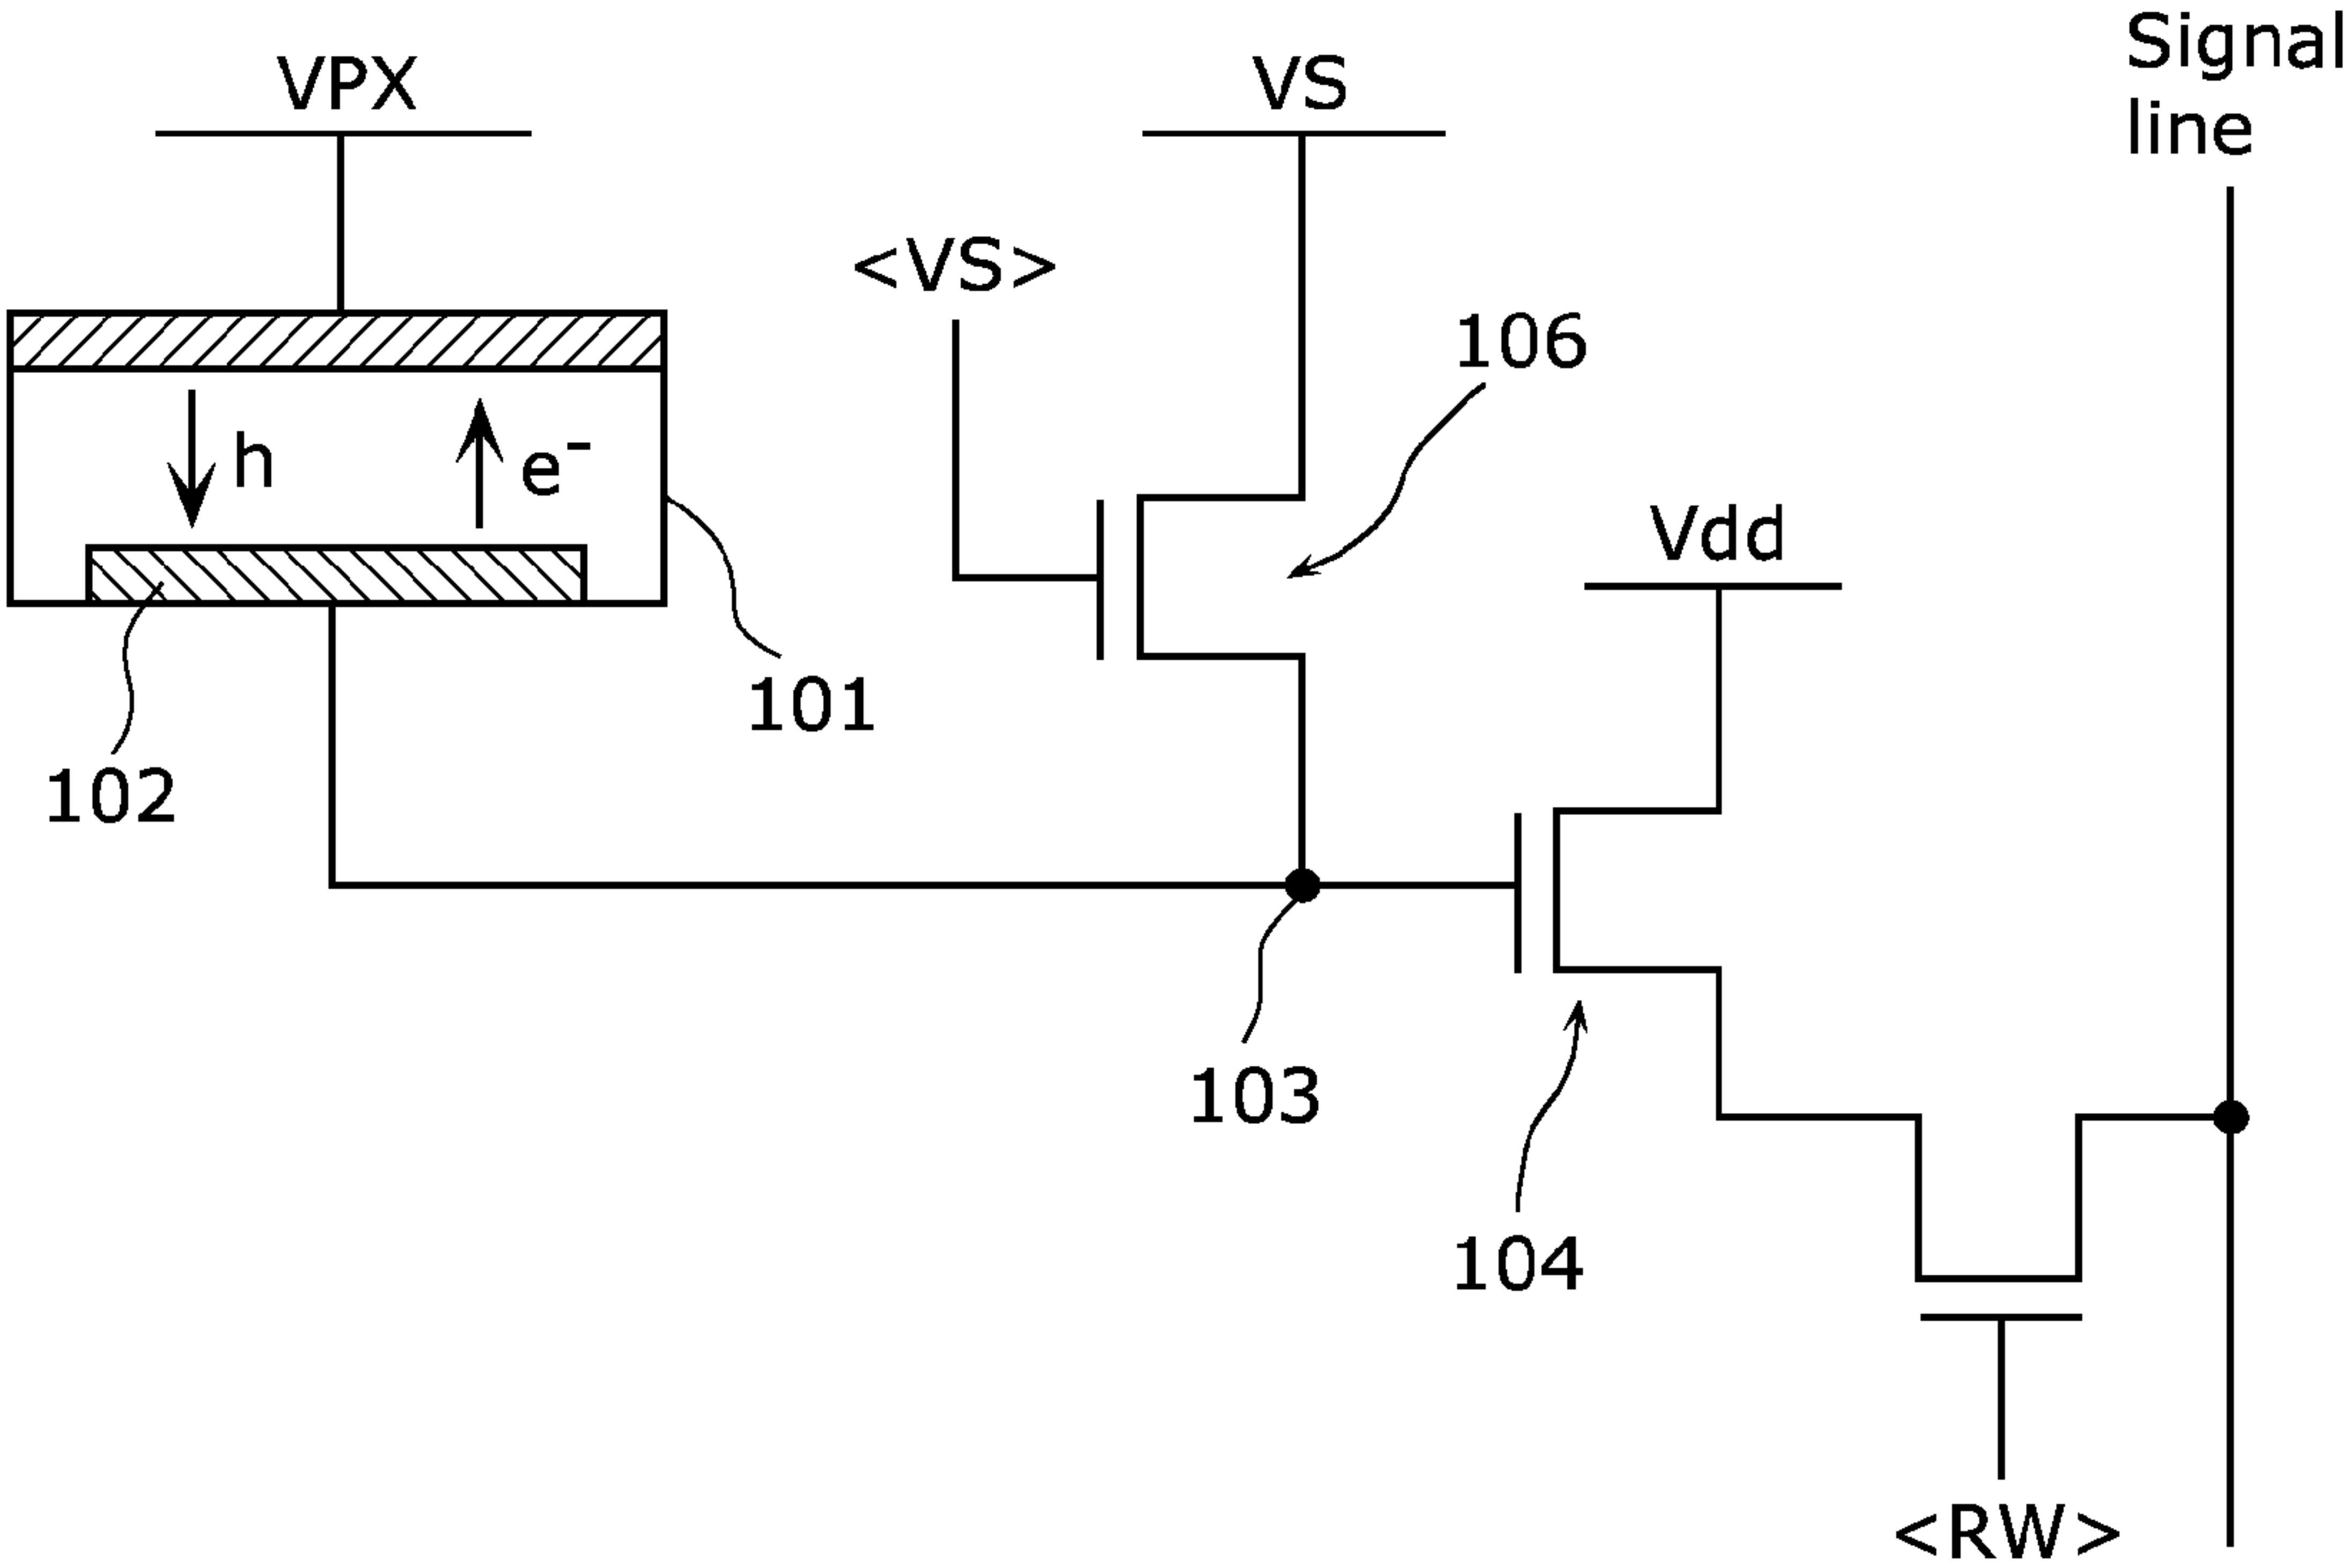 Signal
line
VPX
VS
<VS>
106
h
e⁻
Vdd
101
102
103
104
<RW>